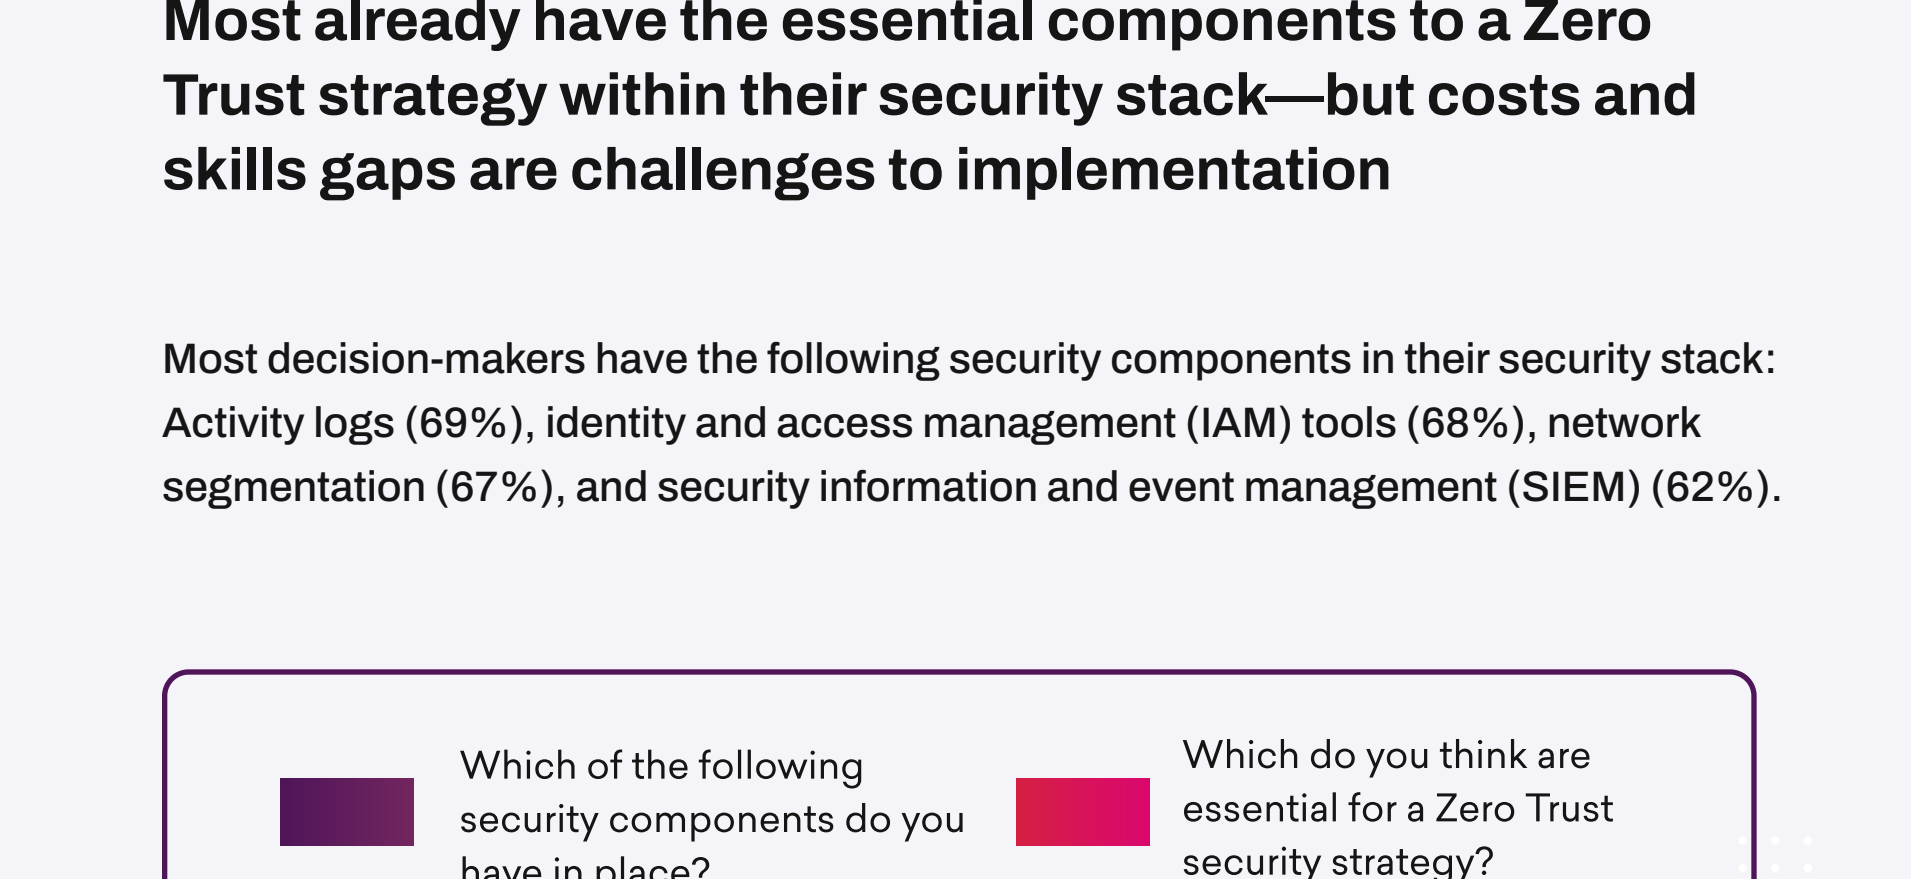 Most already have the essential components to a Zero
Trust strategy within their security stack—but costs and
skills gaps are challenges to implementation
Most decision-makers have the following security components in their security stack:
Activity logs (69%), identity and access management (IAM) tools (68%), network
segmentation (67%), and security information and event management (SIEM) (62%).
Which of the following
security components do you
have in place?
Which do you think are
essential for a Zero Trust
security strategy?